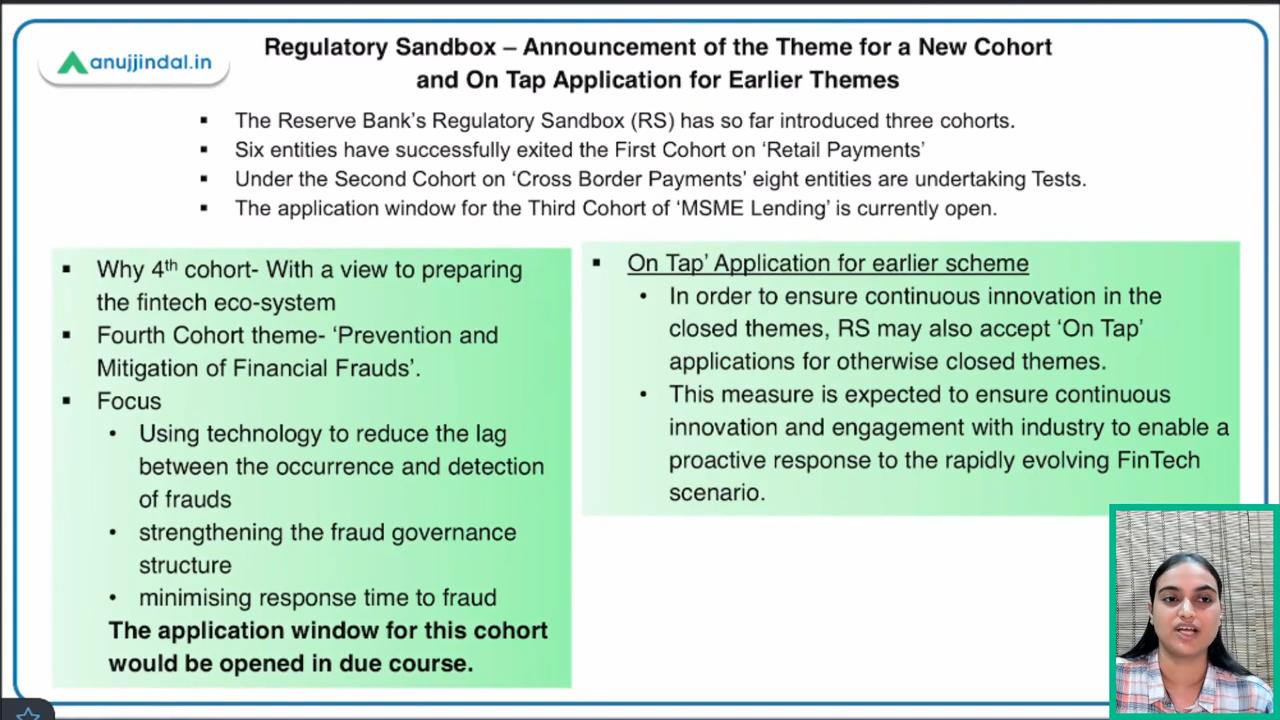 anujjindal.in
Regulatory Sandbox – Announcement of the Theme for a New Cohort
and On Tap Application for Earlier Themes
▪ The Reserve Bank's Regulatory Sandbox (RS) has so far introduced three cohorts.
▪ Six entities have successfully exited the First Cohort on 'Retail Payments'
▪ Under the Second Cohort on 'Cross Border Payments' eight entities are undertaking Tests.
▪ The application window for the Third Cohort of 'MSME Lending' is currently open.
▪ Why 4th cohort- With a view to preparing
the fintech eco-system
▪ Fourth Cohort theme- 'Prevention and
Mitigation of Financial Frauds'.
▪ Focus
• Using technology to reduce the lag
between the occurrence and detection
of frauds
• strengthening the fraud governance
structure
• minimising response time to fraud
The application window for this cohort
would be opened in due course.
▪ On Tap' Application for earlier scheme
• In order to ensure continuous innovation in the
closed themes, RS may also accept 'On Tap'
applications for otherwise closed themes.
• This measure is expected to ensure continuous
innovation and engagement with industry to enable a
proactive response to the rapidly evolving FinTech
scenario.